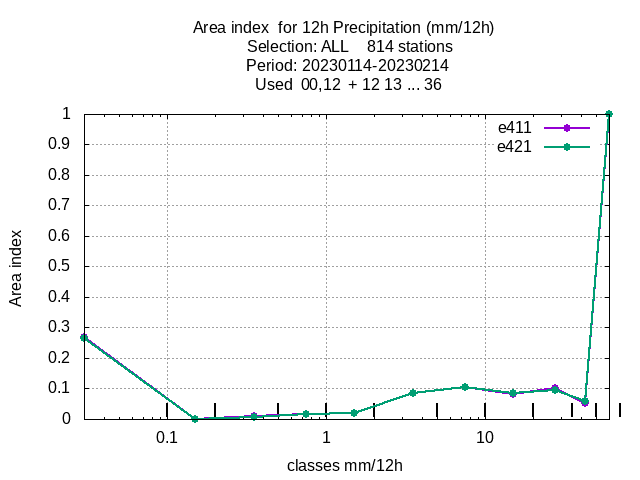 Area index  for 12h Precipitation (mm/12h)
Selection: ALL    814 stations
Period: 20230114-20230214
Used  00,12  + 12 13 ... 36
e411
e421
1
0.9
0.8
0.7
0.6
0.5
0.4
0.3
0.2
0.1
0
Area index
0.1 1 10
classes mm/12h